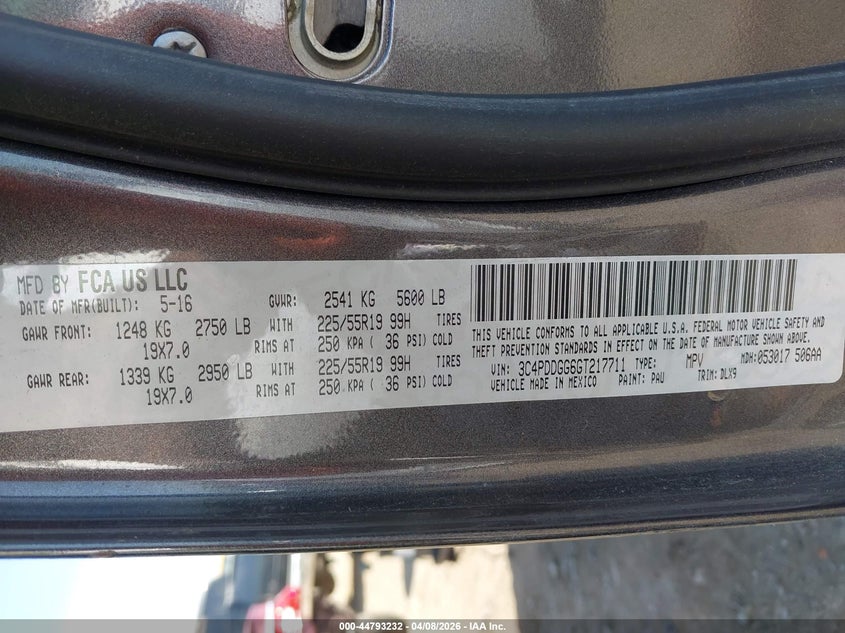 MFD BY FCA US LLC
DATE OF MFR(BUILT): 5-16 GVWR: 2541 KG 5600 LB
GAWR FRONT: 1248 KG 2750 LB WITH 225/55R19 99H TIRES
19X7.0 RIMS AT 250 KPA ( 36 PSI) COLD
GAWR REAR: 1339 KG 2950 LB WITH 225/55R19 99H TIRES
19X7.0 RIMS AT 250 KPA ( 36 PSI) COLD
THIS VEHICLE CONFORMS TO ALL APPLICABLE U.S.A. FEDERAL MOTOR VEHICLE SAFETY AND
THEFT PREVENTION STANDARDS IN EFFECT ON THE DATE OF MANUFACTURE SHOWN ABOVE.
VIN: 3C4PDDGG6GT217711 TYPE: MPV MDH: 053017 506AA
VEHICLE MADE IN MEXICO PAINT: PAU TRIM: DLX9
000-44793232 - 04/08/2026 - IAA Inc.